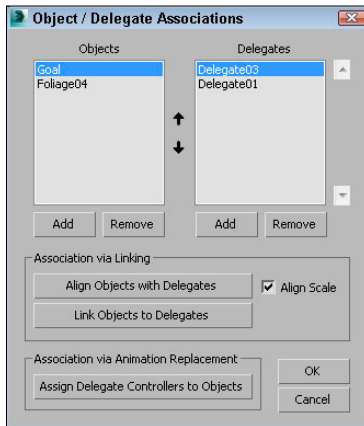 Object / Delegate Associations
Objects
Delegates
Goal
Foliage04
Delegate03
Delegate01
Add
Remove
Add
Remove
Association via Linking
Align Objects with Delegates
Align Scale
Link Objects to Delegates
Association via Animation Replacement
Assign Delegate Controllers to Objects
OK
Cancel